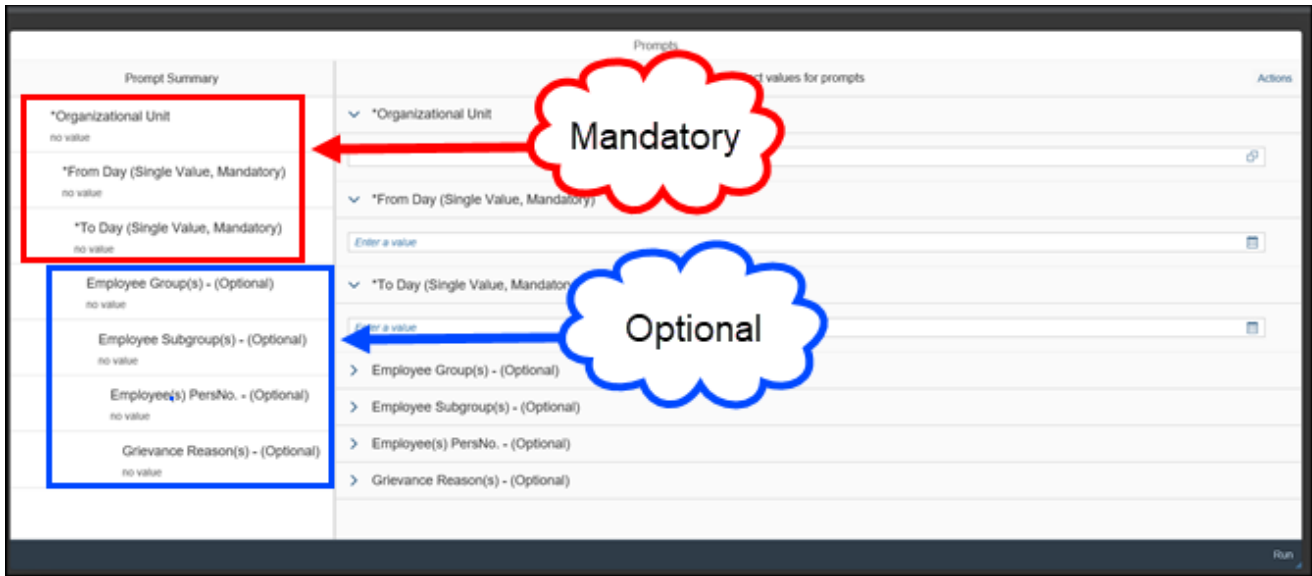 Prompts
Prompt Summary
ct values for prompts
Actions
*Organizational Unit
no value
*From Day (Single Value, Mandatory)
no value
*To Day (Single Value, Mandatory)
no value
Employee Group(s) - (Optional)
no value
Employee Subgroup(s) - (Optional)
no value
Employee(s) PersNo. - (Optional)
no value
Grievance Reason(s) - (Optional)
no value
*Organizational Unit
Mandatory
*From Day (Single Value, Mandatory)
Enter a value
*To Day (Single Value, Mandatory
Enter a value
Optional
Employee Group(s) - (Optional)
Employee Subgroup(s) - (Optional)
Employee(s) PersNo. - (Optional)
Grievance Reason(s) - (Optional)
Run